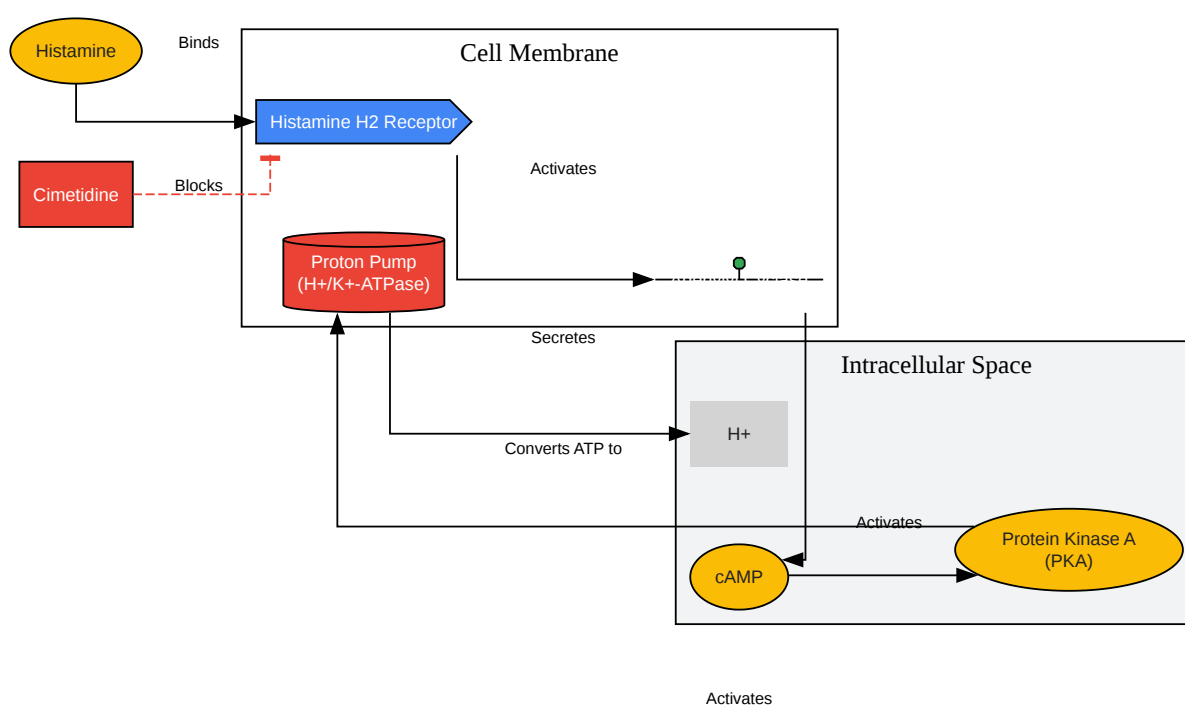 Histamine
Binds
Cell Membrane
Histamine H2 Receptor
Activates
Cimetidine
Blocks
Proton Pump
(H+/K+-ATPase)
Secretes
Intracellular Space
H+
Converts ATP to
Activates
Protein Kinase A
(PKA)
cAMP
Activates